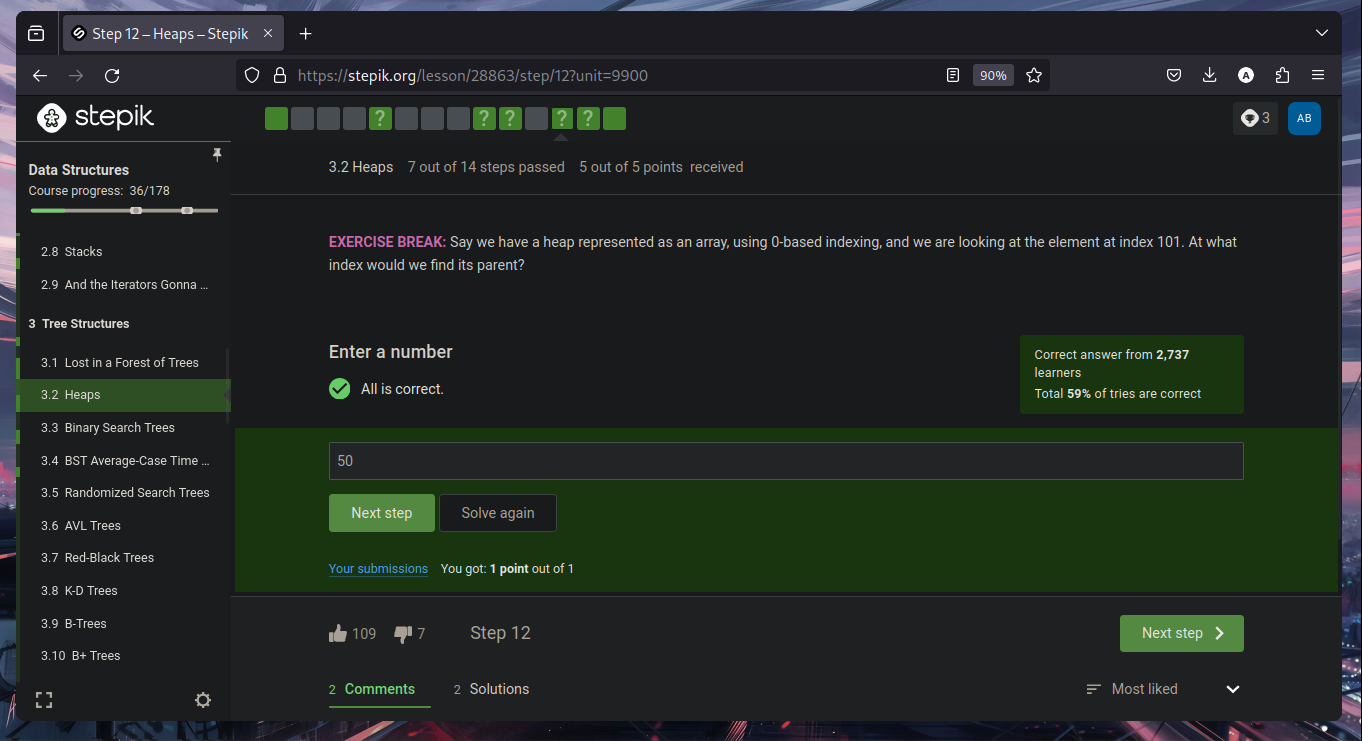 Step 12 – Heaps – Stepik
https://stepik.org/lesson/28863/step/12?unit=9900
90%
A
stepik
? ? ? ? ?
3
AB
Data Structures
Course progress: 36/178
2.8 Stacks
2.9 And the Iterators Gonna ...
3 Tree Structures
3.1 Lost in a Forest of Trees
3.2 Heaps
3.3 Binary Search Trees
3.4 BST Average-Case Time ...
3.5 Randomized Search Trees
3.6 AVL Trees
3.7 Red-Black Trees
3.8 K-D Trees
3.9 B-Trees
3.10 B+ Trees
3.2 Heaps 7 out of 14 steps passed 5 out of 5 points received
EXERCISE BREAK: Say we have a heap represented as an array, using 0-based indexing, and we are looking at the element at index 101. At what
index would we find its parent?
Enter a number
All is correct.
Correct answer from 2,737
learners
Total 59% of tries are correct
50
Next step
Solve again
Your submissions You got: 1 point out of 1
109 7 Step 12
Next step
2 Comments 2 Solutions
Most liked